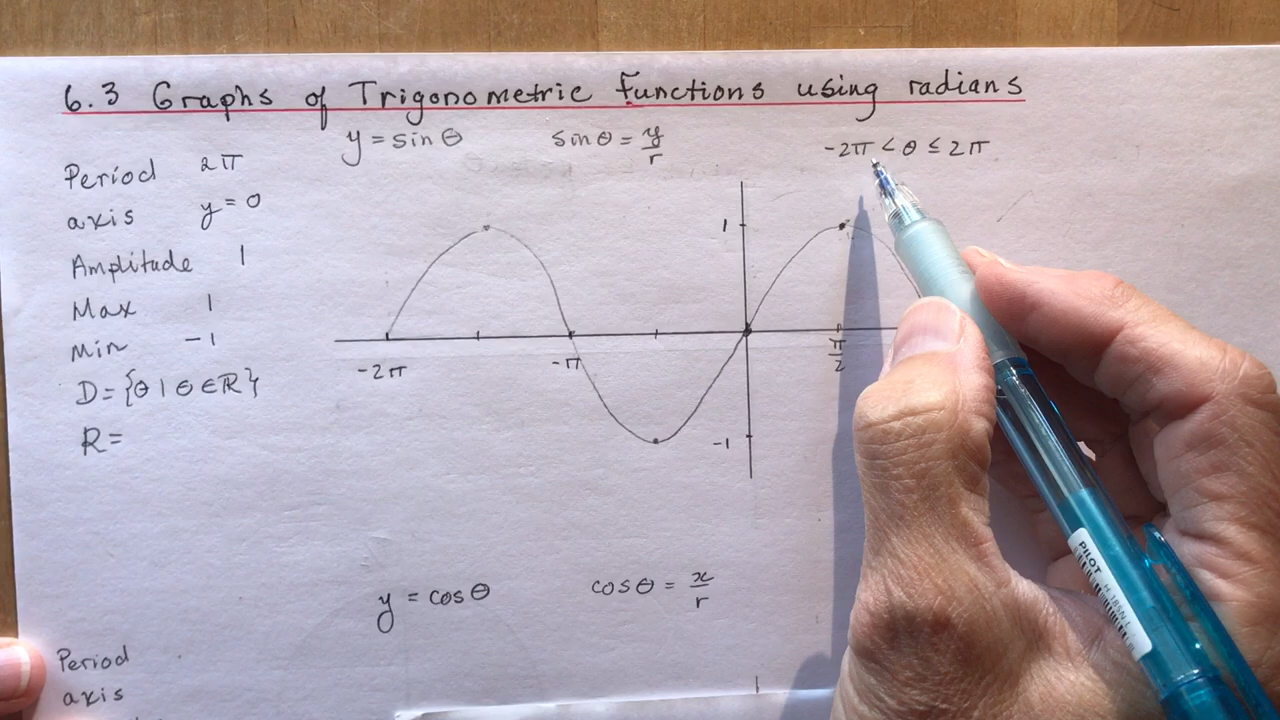 6.3 Graphs of Trigonometric Functions using radians
y = sin θ sin θ = y/r -2π < θ ≤ 2π
Period 2π
axis y = 0
Amplitude 1
Max 1
Min -1
D = {θ | θ ∈ ℝ}
R =
1
-2π -π π/2
-1
y = cos θ cos θ = x/r
Period
axis
PILOT